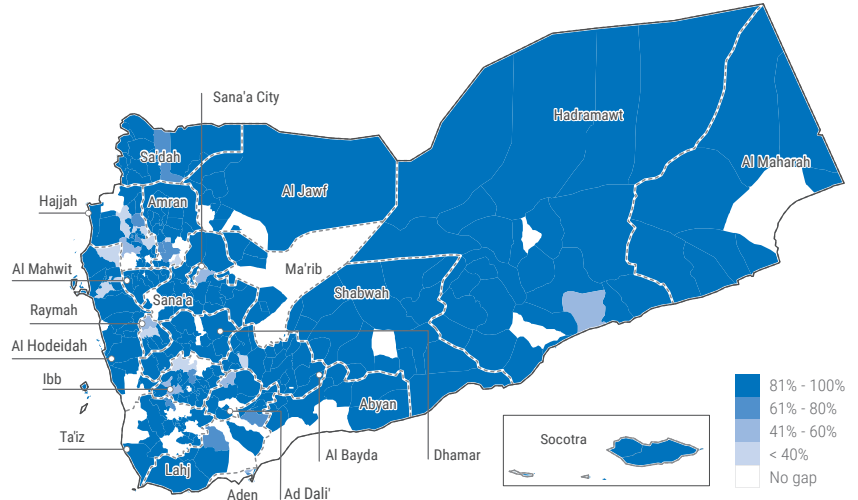 Sana'a City
Hadramawt
Sa'dah
Al Maharah
Al Jawf
Hajjah
Amran
Al Mahwit
Ma'rib
Shabwah
Sana'a
Raymah
Al Hodeidah
Ibb
Abyan
Ta'iz
Lahj
Aden
Ad Dali'
Al Bayda
Dhamar
Socotra
81% - 100%
61% - 80%
41% - 60%
< 40%
No gap